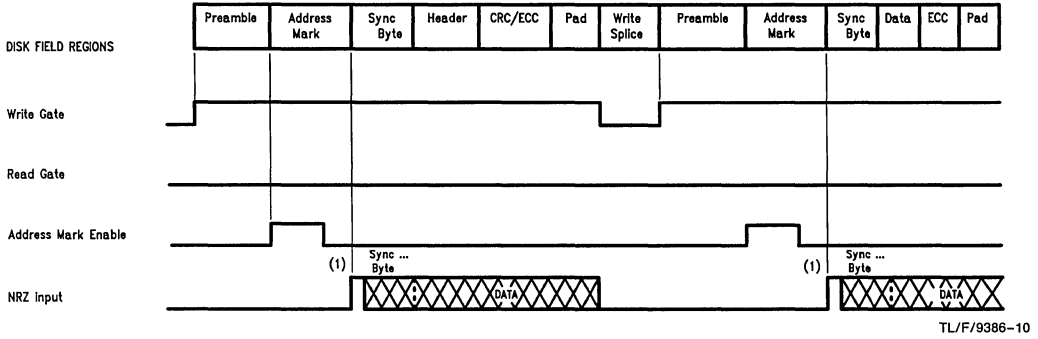 Preamble Address Mark Sync Byte Header CRC/ECC Pad Write Splice Preamble Address Mark Sync Byte Data ECC Pad
DISK FIELD REGIONS
Write Gate
Read Gate
Address Mark Enable
(1) Sync ... Byte (1) Sync ... Byte
NRZ Input DATA DATA
TL/F/9386-10